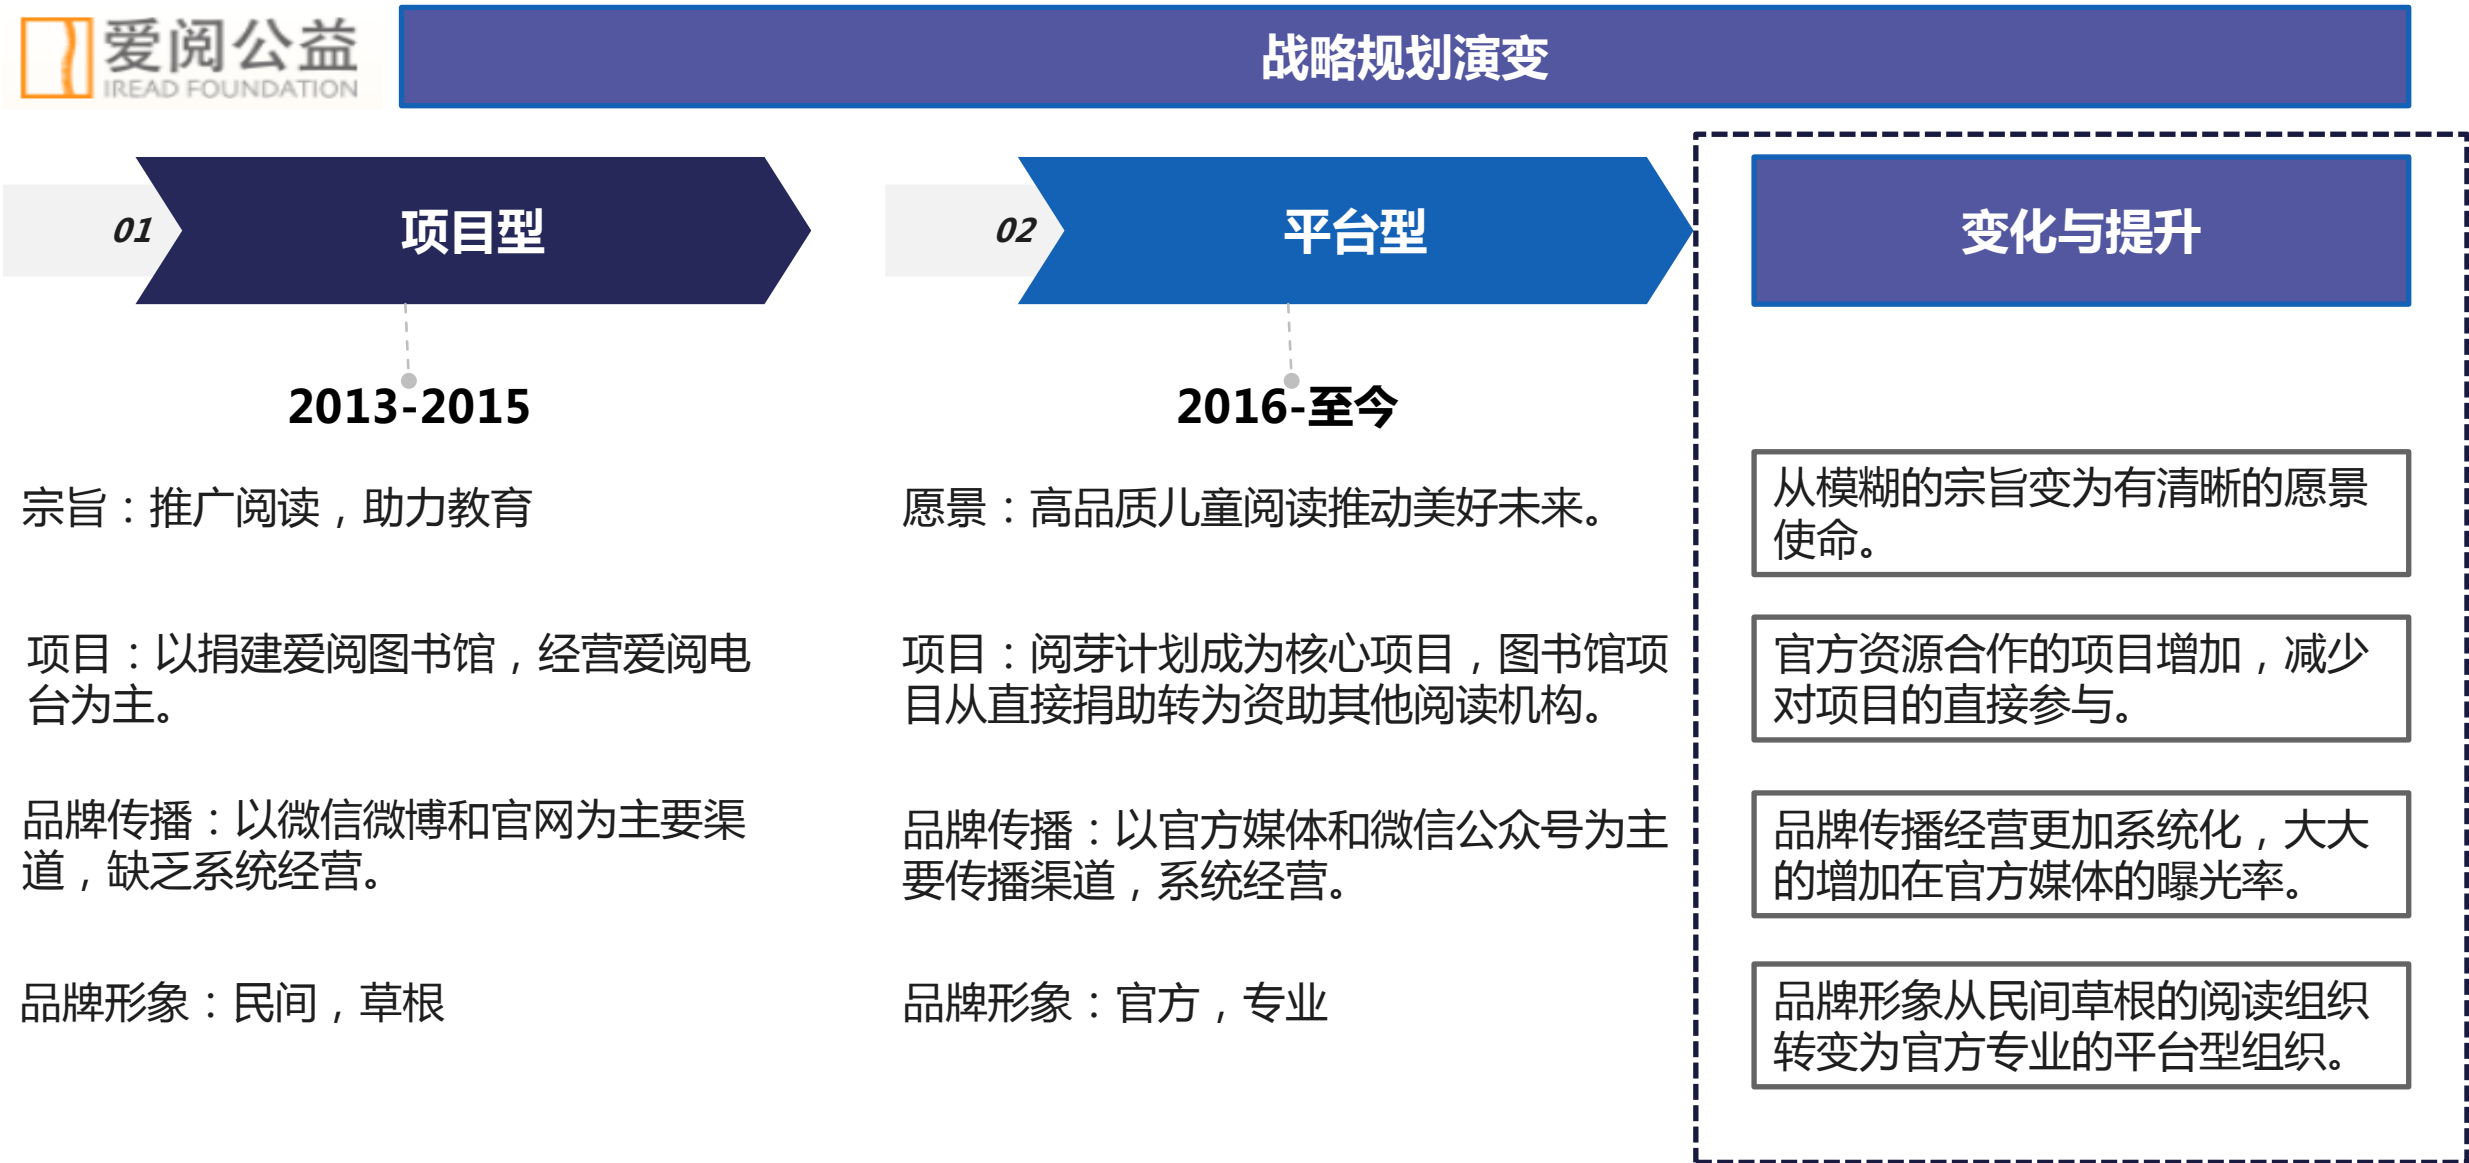 爱阅公益
IREAD FOUNDATION
战略规划演变
01
项目型
02
平台型
变化与提升
2013-2015
2016-至今
宗旨：推广阅读，助力教育
愿景：高品质儿童阅读推动美好未来。
从模糊的宗旨变为有清晰的愿景
使命。
项目：以捐建爱阅图书馆，经营爱阅电
台为主。
项目：阅芽计划成为核心项目，图书馆项
目从直接捐助转为资助其他阅读机构。
官方资源合作的项目增加，减少
对项目的直接参与。
品牌传播：以微信微博和官网为主要渠
道，缺乏系统经营。
品牌传播：以官方媒体和微信公众号为主
要传播渠道，系统经营。
品牌传播经营更加系统化，大大
的增加在官方媒体的曝光率。
品牌形象：民间，草根
品牌形象：官方，专业
品牌形象从民间草根的阅读组织
转变为官方专业的平台型组织。